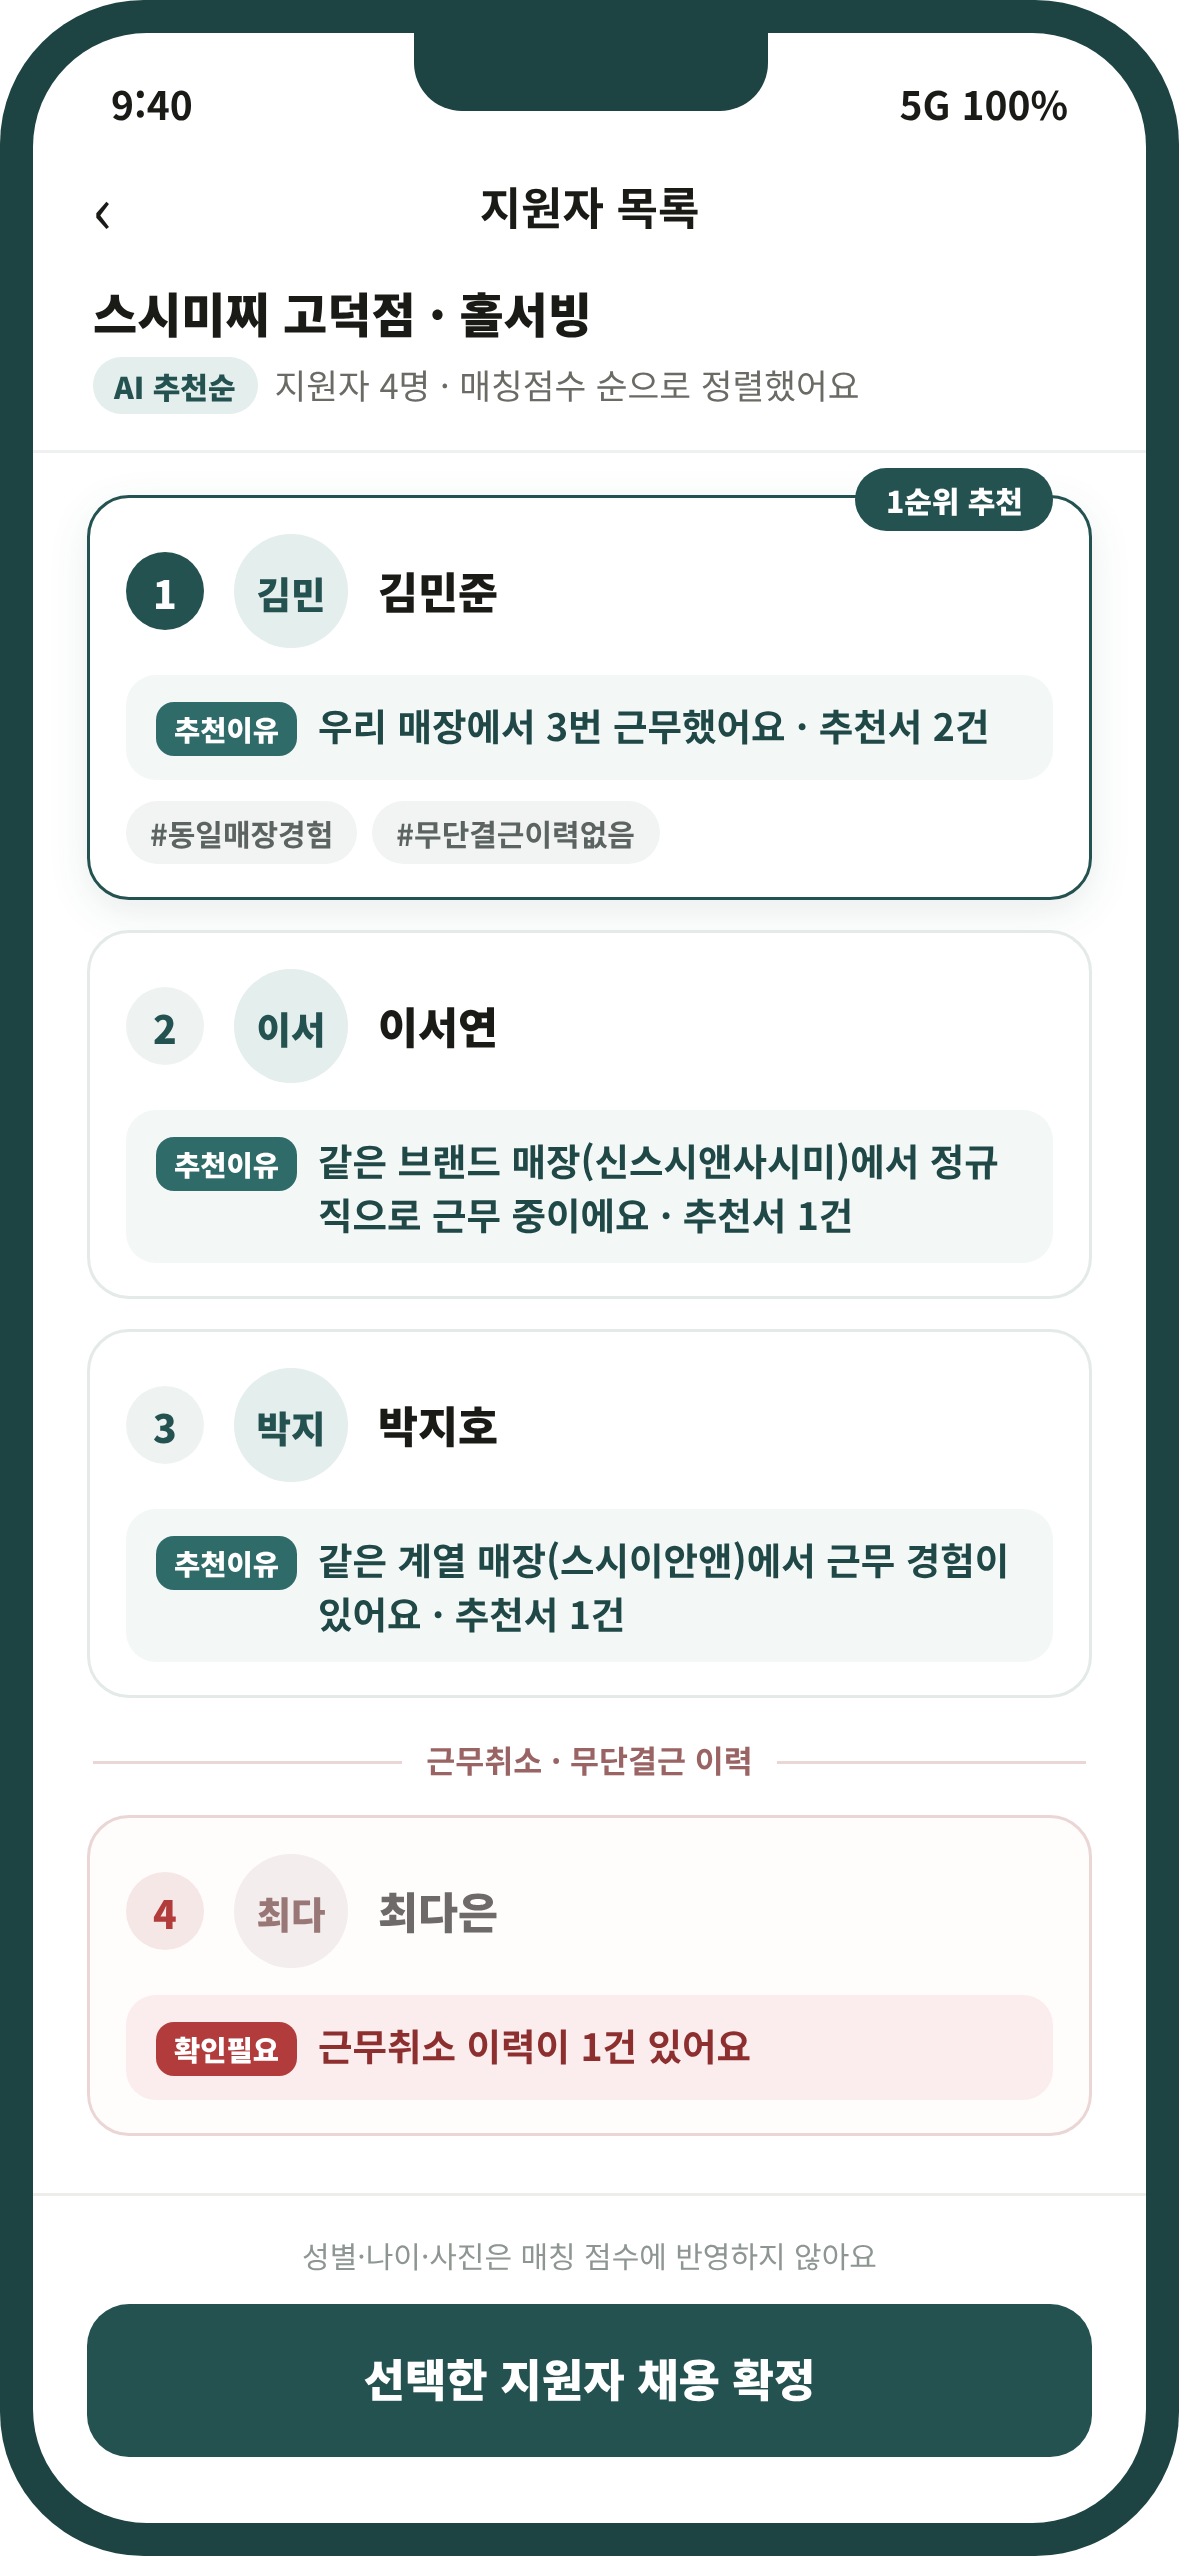 9:40
5G 100%
‹
지원자 목록
스시미찌 고덕점 · 홀서빙
AI 추천순
지원자 4명 · 매칭점수 순으로 정렬했어요
1순위 추천
1
김민
김민준
추천이유
우리 매장에서 3번 근무했어요 · 추천서 2건
#동일매장경험
#무단결근이력없음
2
이서
이서연
추천이유
같은 브랜드 매장(신스시앤사시미)에서 정규
직으로 근무 중이에요 · 추천서 1건
3
박지
박지호
추천이유
같은 계열 매장(스시이안앤)에서 근무 경험이
있어요 · 추천서 1건
근무취소 · 무단결근 이력
4
최다
최다은
확인필요
근무취소 이력이 1건 있어요
성별·나이·사진은 매칭 점수에 반영하지 않아요
선택한 지원자 채용 확정